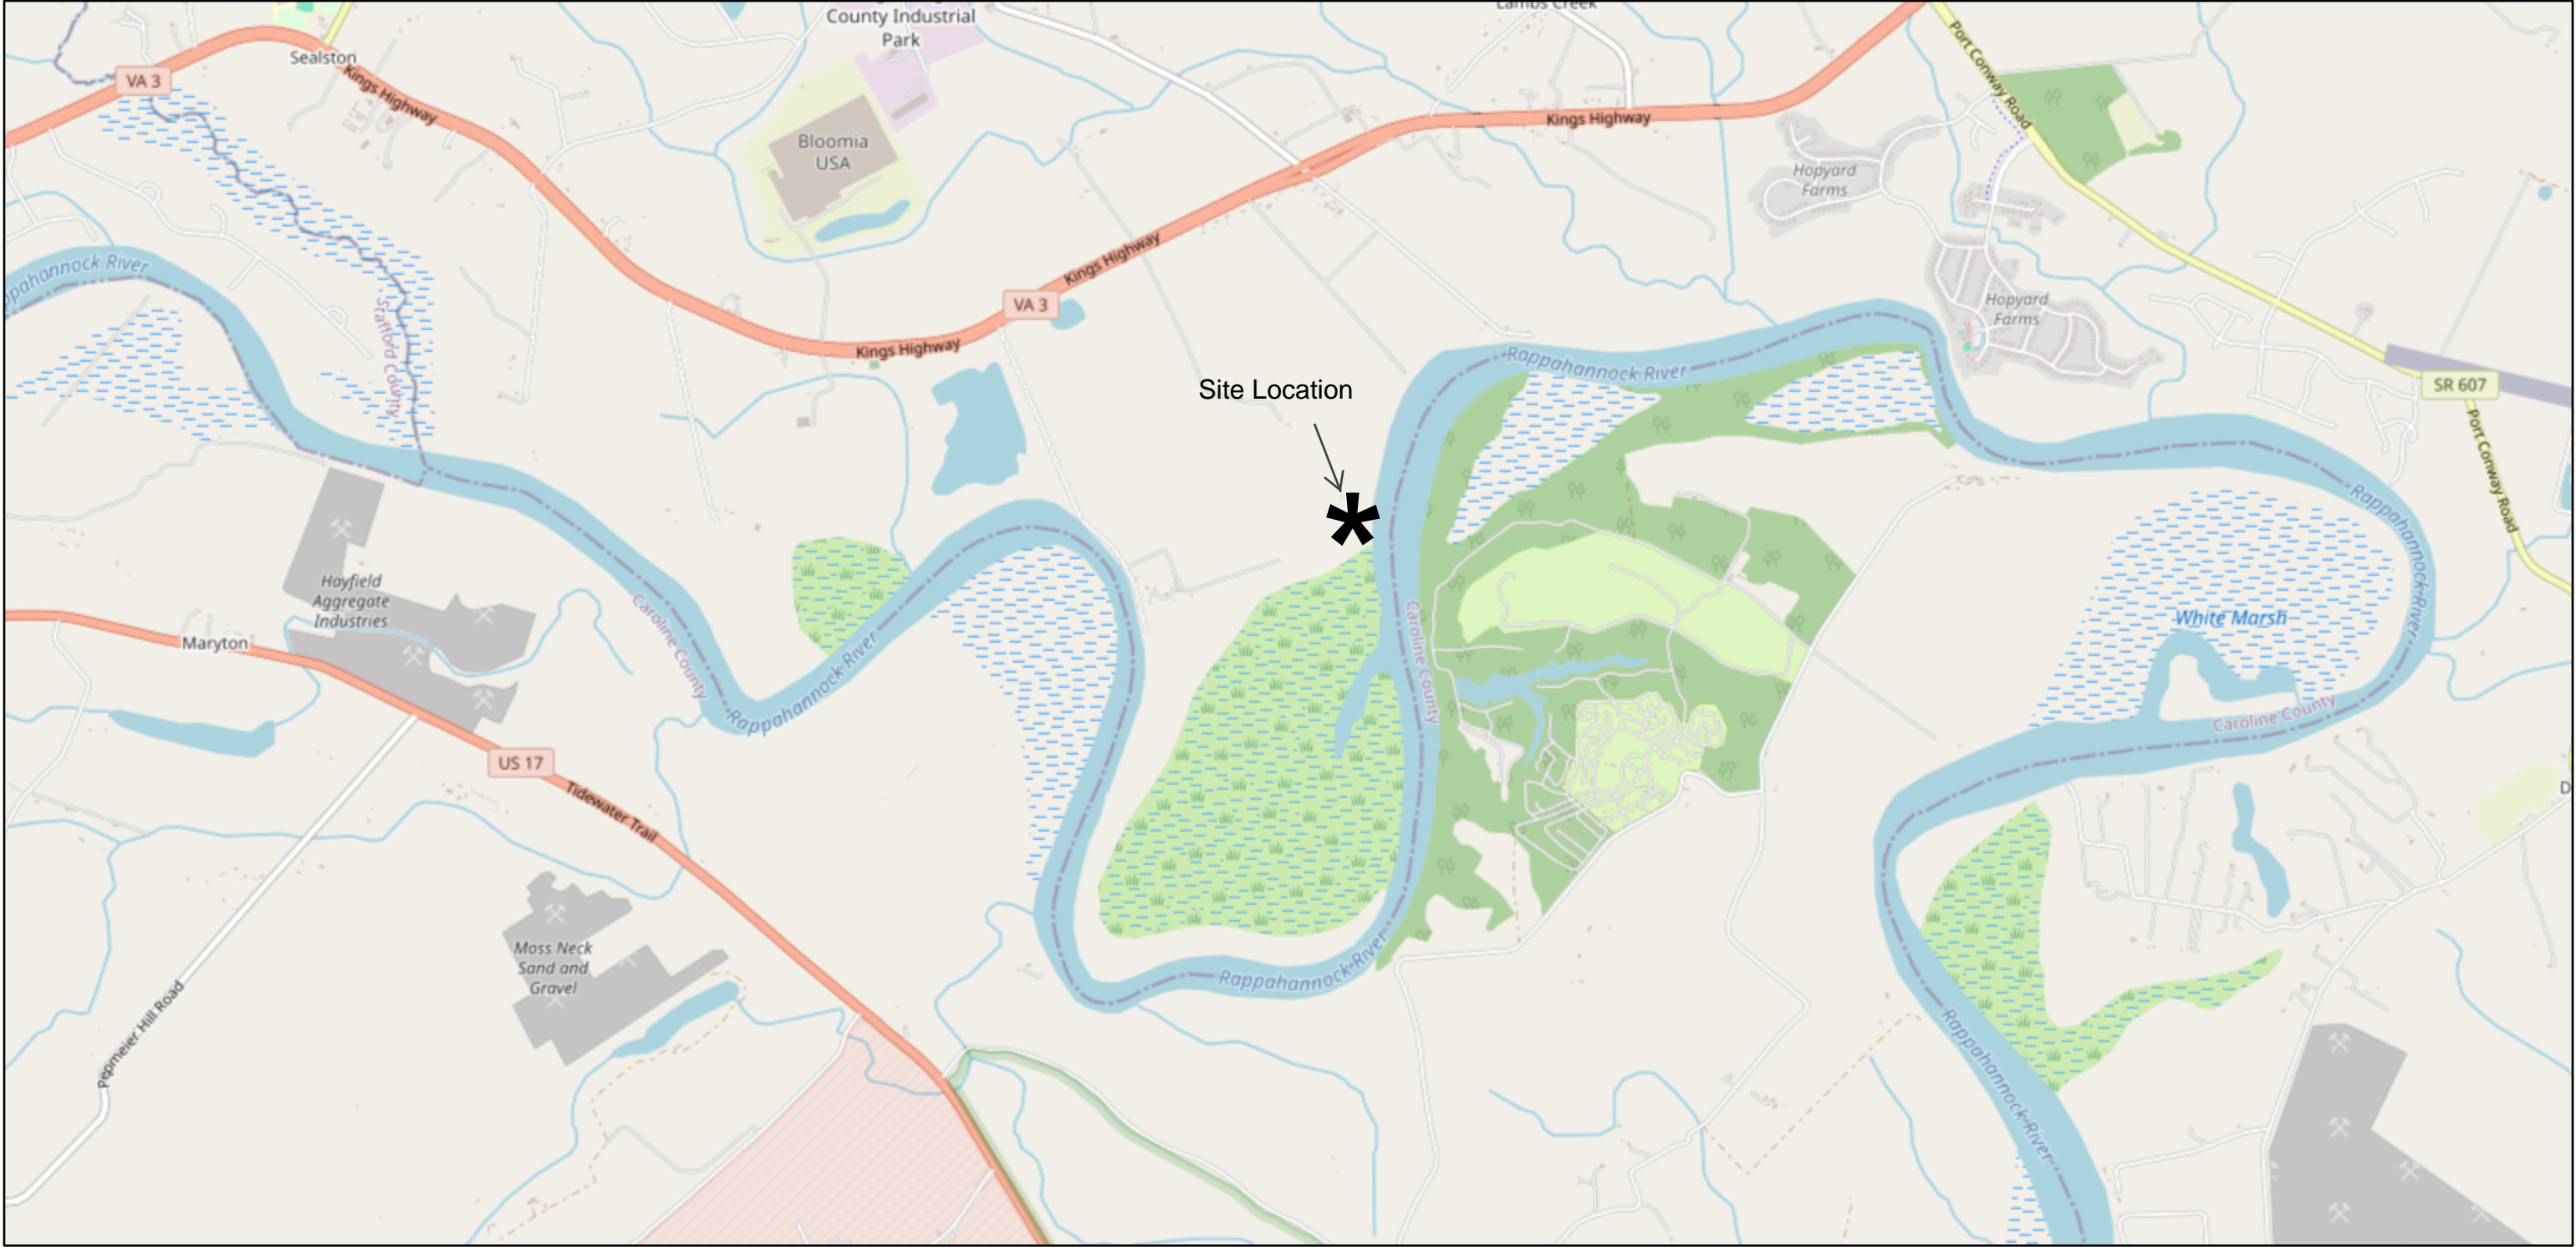 County Industrial
Park
Lambs Creek
Sealston
VA 3
Kings Highway
Bloomia
USA
Kings Highway
Port Conway Road
Hopyard
Farms
Hopyard
Farms
Kings Highway
VA 3
Kings Highway
Rappahannock River
Stafford County
Site Location
Rappahannock River
SR 607
Port Conway Road
Rappahannock River
Hayfield
Aggregate
Industries
Maryton
Caroline County
Rappahannock River
Caroline County
White Marsh
Caroline County
US 17
Tidewater Trail
Moss Neck
Sand and
Gravel
Rappahannock River
Pepmeier Hill Road
Rappahannock River
D